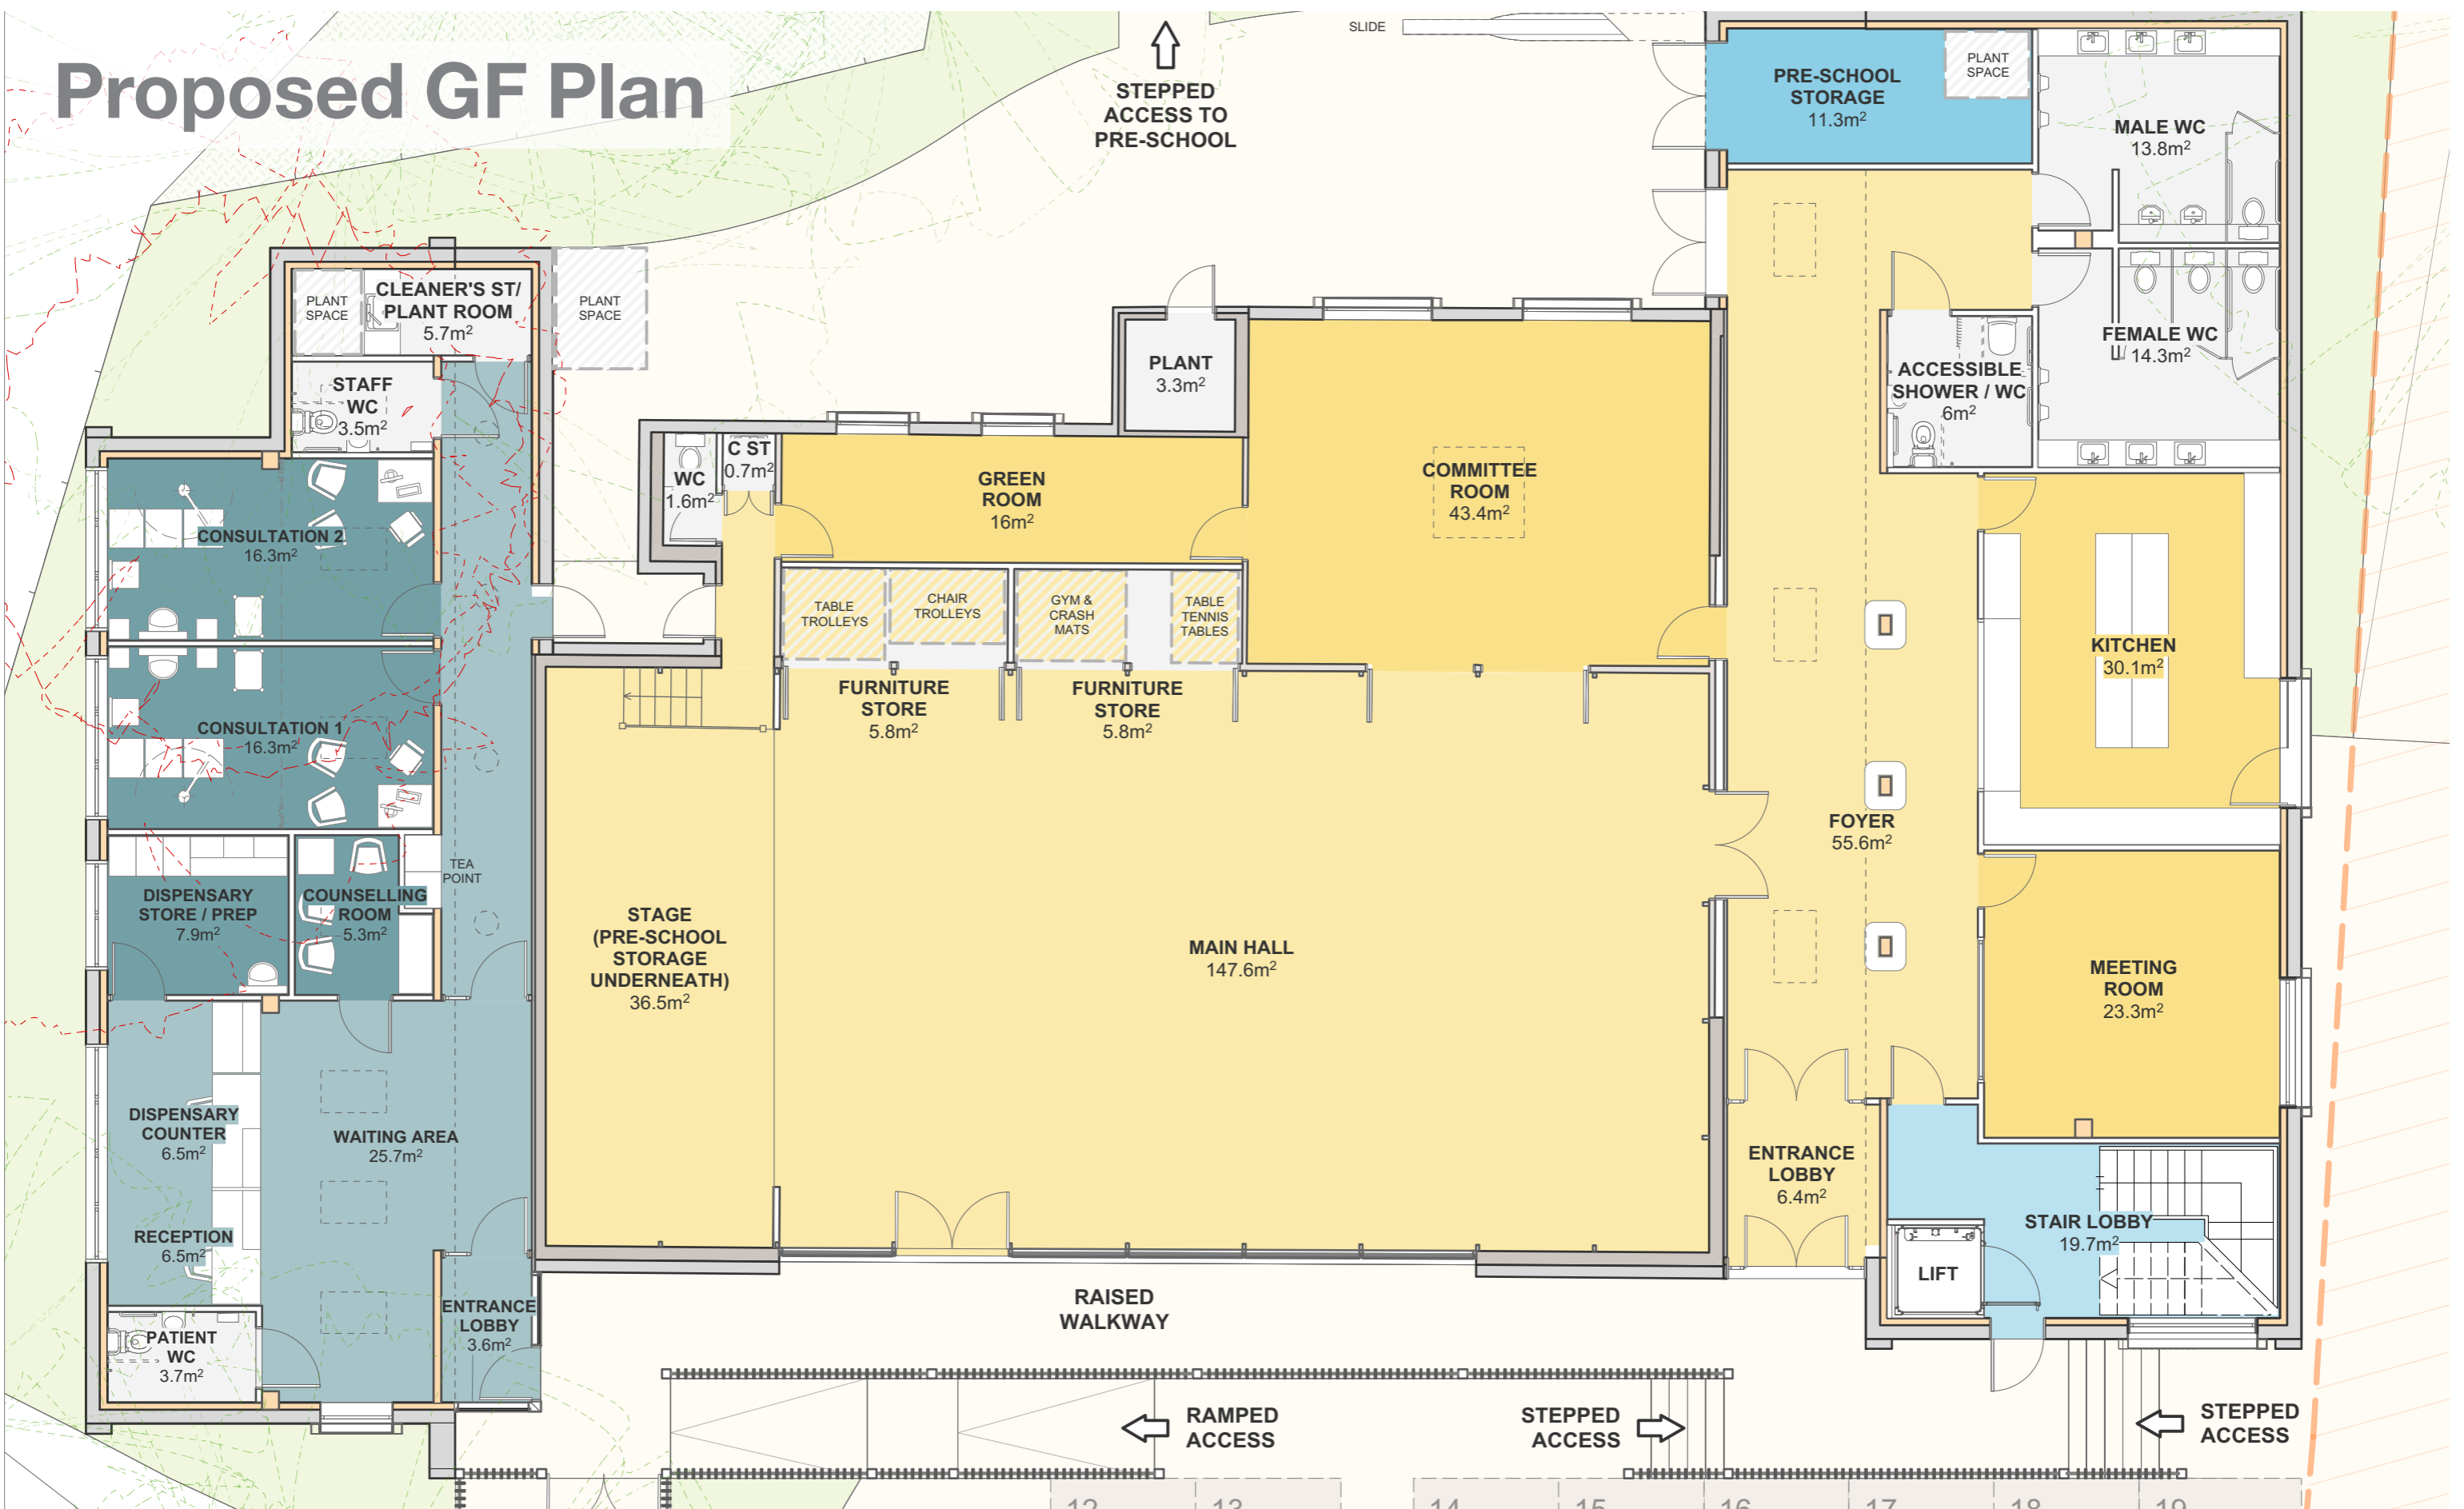 Proposed GF Plan
STEPPED
ACCESS TO
PRE-SCHOOL
SLIDE
PRE-SCHOOL
STORAGE
11.3m²
PLANT
SPACE
MALE WC
13.8m²
FEMALE WC
14.3m²
ACCESSIBLE
SHOWER / WC
6m²
PLANT
SPACE
CLEANER'S ST/
PLANT ROOM
5.7m²
PLANT
SPACE
STAFF
WC
3.5m²
PLANT
3.3m²
WC
1.6m²
C ST
0.7m²
GREEN
ROOM
16m²
COMMITTEE
ROOM
43.4m²
CONSULTATION 2
16.3m²
TABLE
TROLLEYS
CHAIR
TROLLEYS
GYM &
CRASH
MATS
TABLE
TENNIS
TABLES
KITCHEN
30.1m²
FURNITURE
STORE
5.8m²
FURNITURE
STORE
5.8m²
CONSULTATION 1
16.3m²
FOYER
55.6m²
TEA
POINT
DISPENSARY
STORE / PREP
7.9m²
COUNSELLING
ROOM
5.3m²
STAGE
(PRE-SCHOOL
STORAGE
UNDERNEATH)
36.5m²
MAIN HALL
147.6m²
MEETING
ROOM
23.3m²
DISPENSARY
COUNTER
6.5m²
WAITING AREA
25.7m²
ENTRANCE
LOBBY
6.4m²
RECEPTION
6.5m²
STAIR LOBBY
19.7m²
LIFT
ENTRANCE
LOBBY
3.6m²
RAISED
WALKWAY
PATIENT
WC
3.7m²
RAMPED
ACCESS
STEPPED
ACCESS
STEPPED
ACCESS
12
13
14
15
16
17
18
19